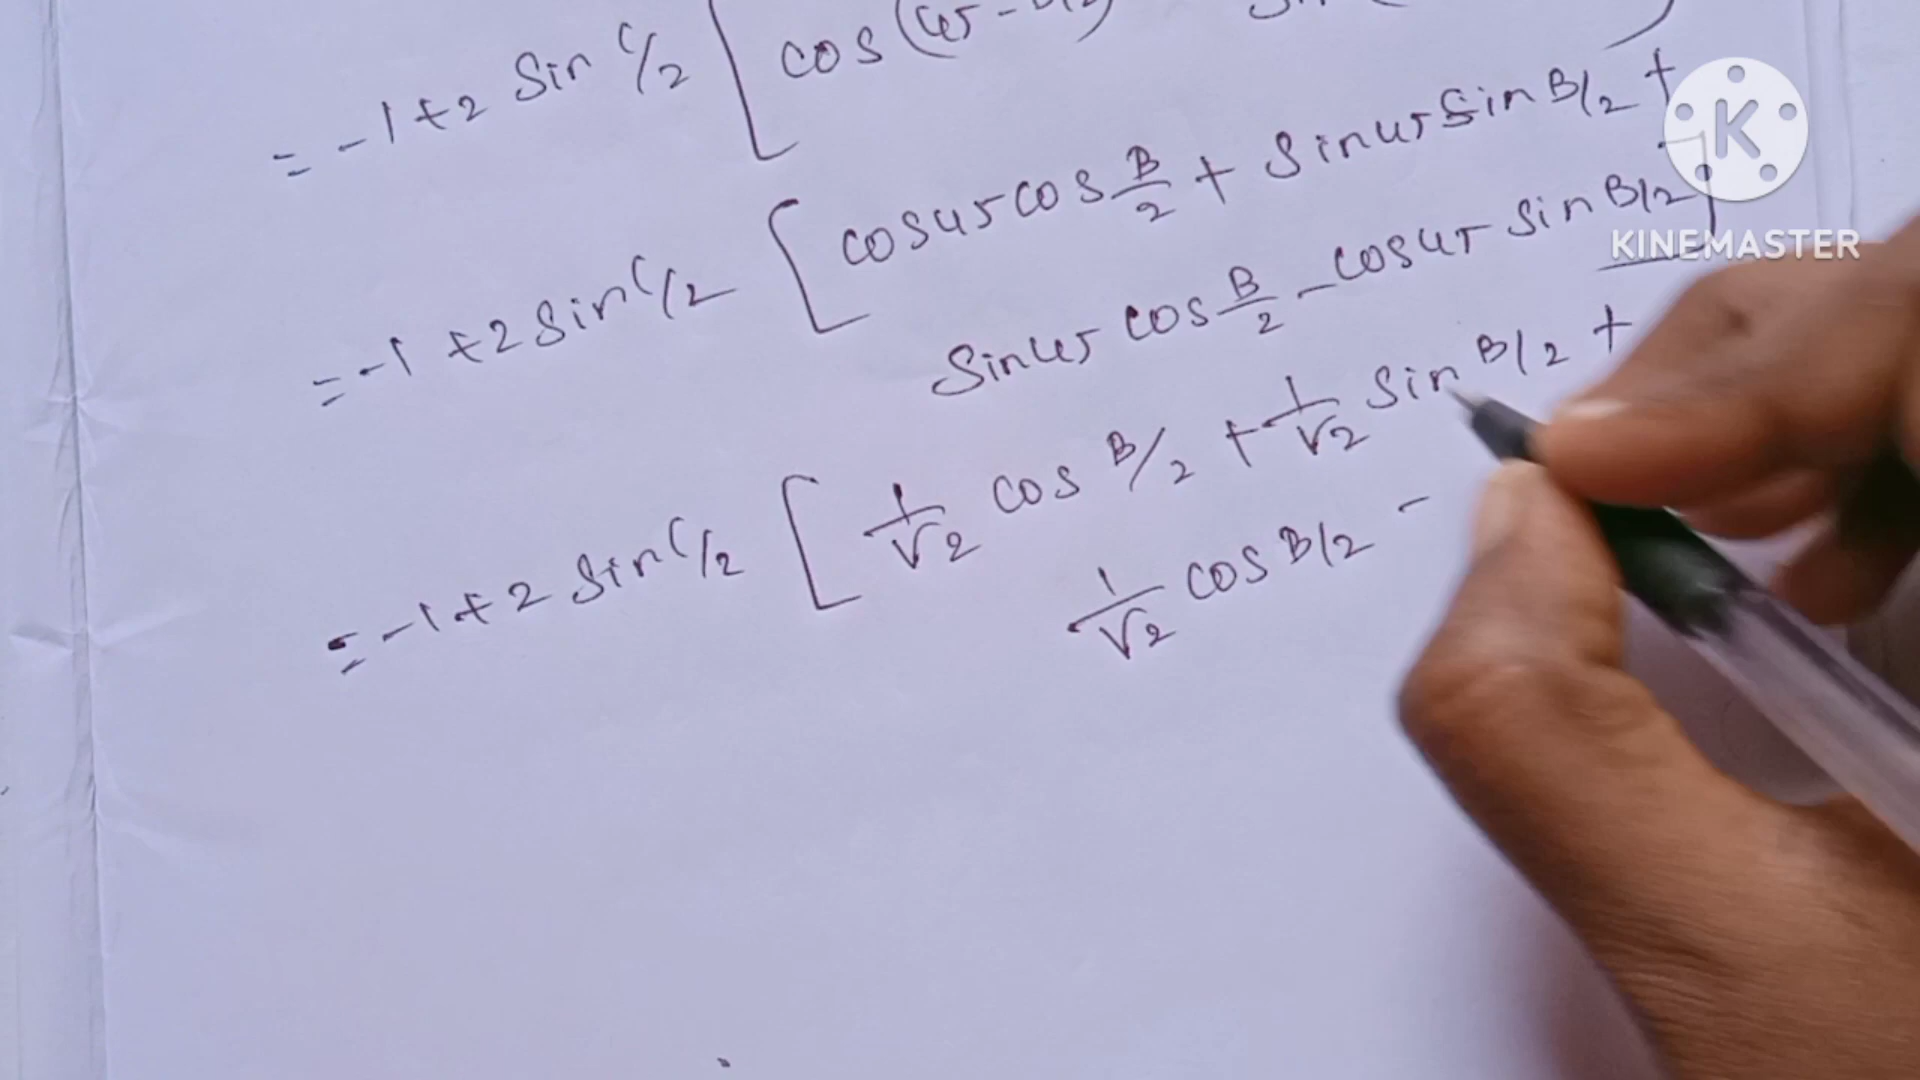 = -1+2 Sin C/2 [ cos (45-
= -1 +2 Sin C/2 [ cos45 cos B/2 + Sin45 Sin B/2 +
Sin45 cos B/2 - cos45 Sin B/2 ]
= -1+2 Sin C/2 [ 1/√2 cos B/2 + 1/√2 Sin B/2 +
1/√2 cos B/2 -
K
KINEMASTER